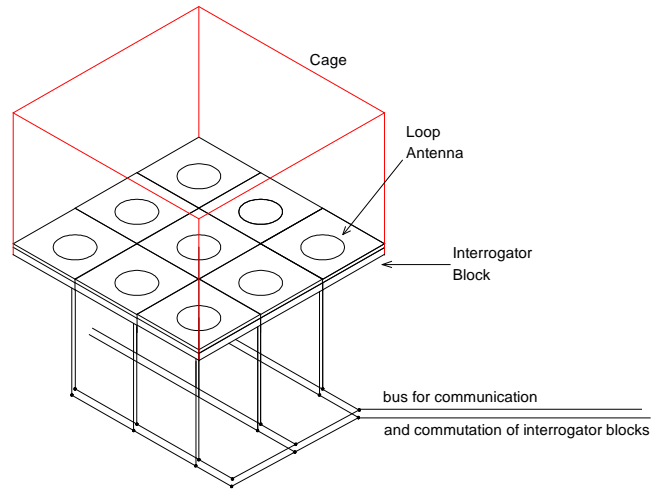 Cage
Loop
Antenna
Interrogator
Block
bus for communication
and commutation of interrogator blocks